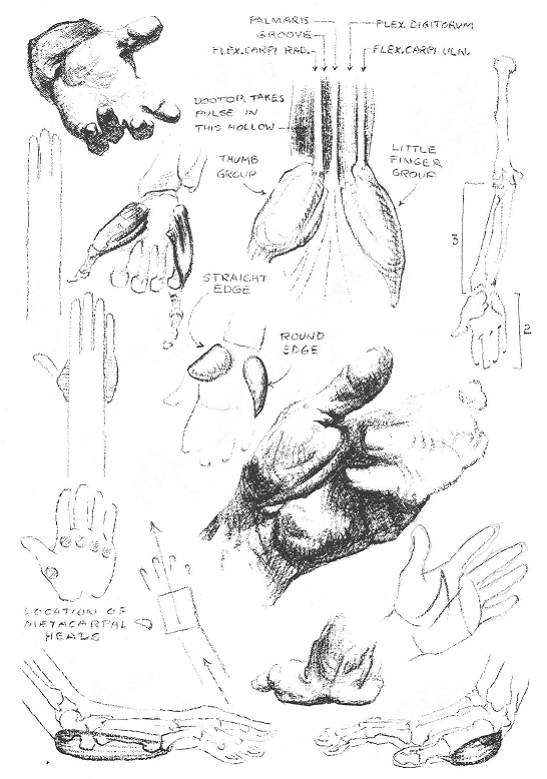 PALMARIS
GROOVE
FLEX. CARPI RAD.
FLEX. DIGITORUM
FLEX. CARPI ULN.
DOCTOR TAKES
PULSE IN
THIS HOLLOW
THUMB
GROUP
LITTLE
FINGER
GROUP
3
2
STRAIGHT
EDGE
ROUND
EDGE
LOCATION OF
METACARPAL
HEADS